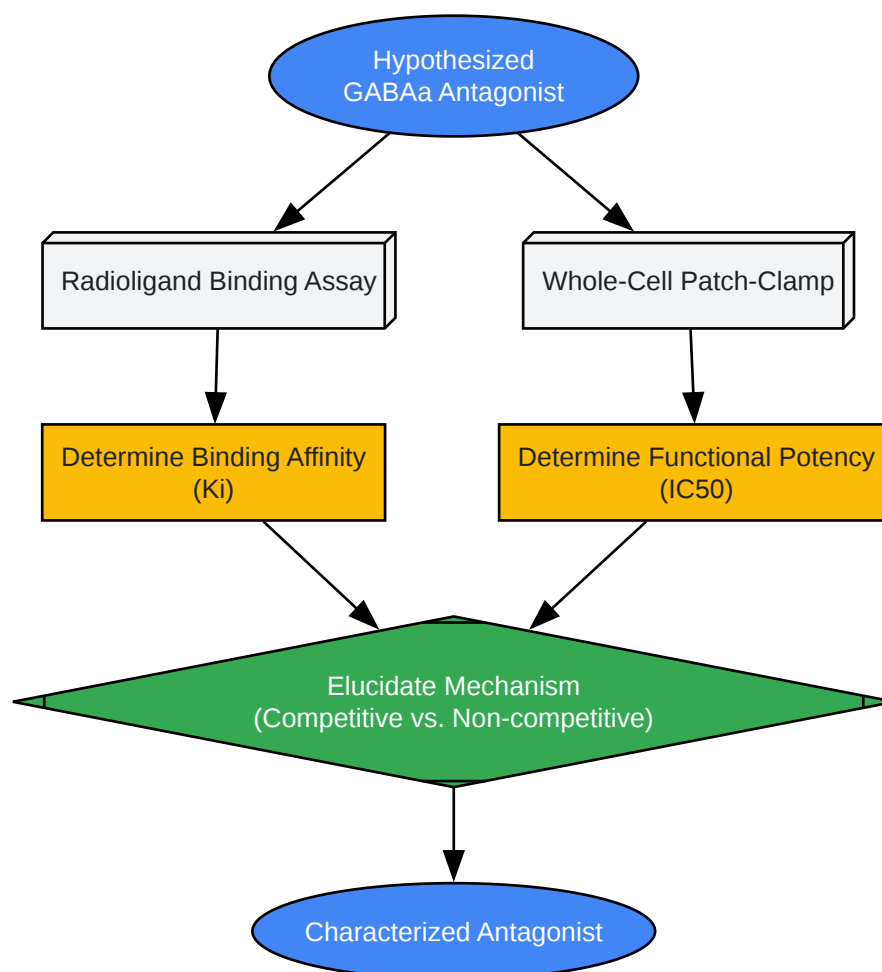 Hypothesized
GABAa Antagonist
Radioligand Binding Assay
Whole-Cell Patch-Clamp
Determine Binding Affinity
(Ki)
Determine Functional Potency
(IC50)
Elucidate Mechanism
(Competitive vs. Non-competitive)
Characterized Antagonist